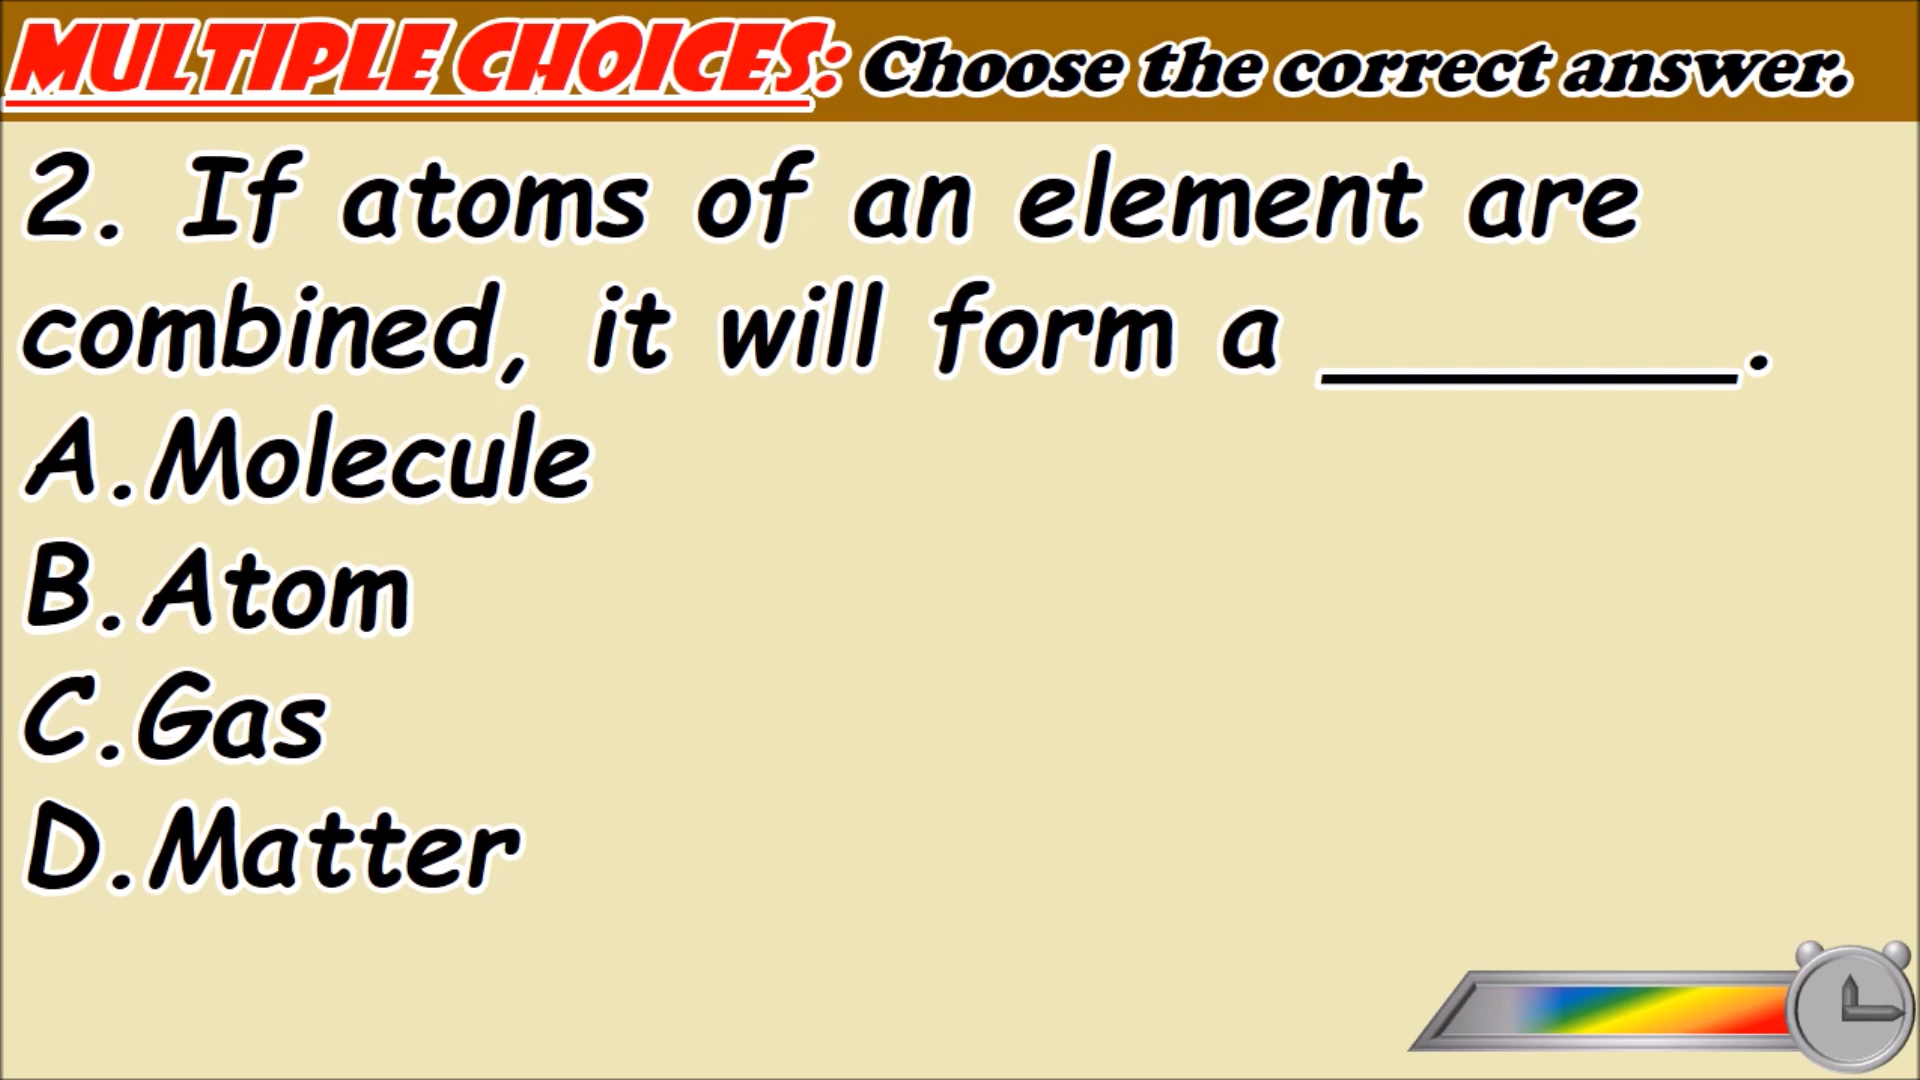 MULTIPLE CHOICES: Choose the correct answer.
2. If atoms of an element are
combined, it will form a ________.
A.Molecule
B.Atom
C.Gas
D.Matter